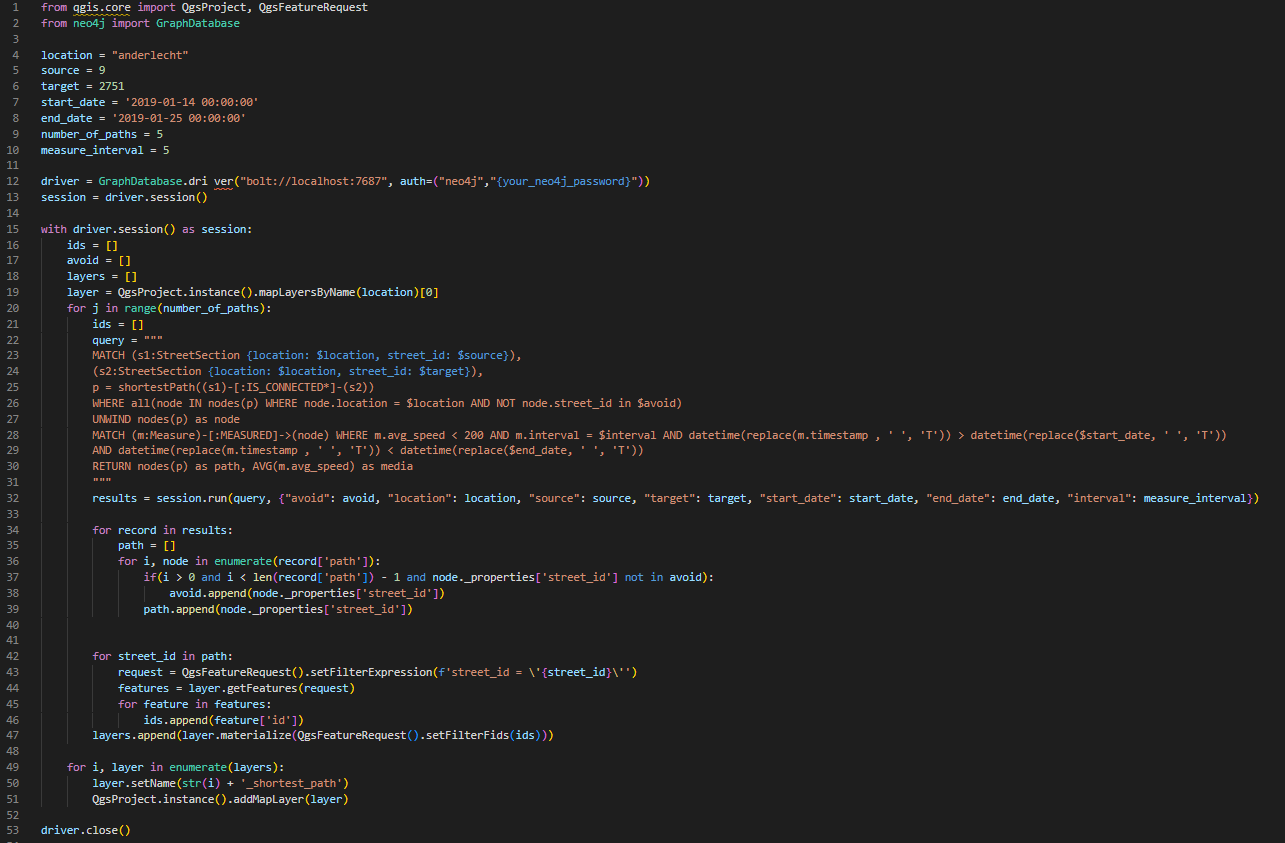 1 from qgis.core import QgsProject, QgsFeatureRequest
2 from neo4j import GraphDatabase
3
4 location = "anderlecht"
5 source = 9
6 target = 2751
7 start_date = '2019-01-14 00:00:00'
8 end_date = '2019-01-25 00:00:00'
9 number_of_paths = 5
10 measure_interval = 5
11
12 driver = GraphDatabase.dri ver("bolt://localhost:7687", auth=("neo4j","{your_neo4j_password}"))
13 session = driver.session()
14
15 with driver.session() as session:
16     ids = []
17     avoid = []
18     layers = []
19     layer = QgsProject.instance().mapLayersByName(location)[0]
20     for j in range(number_of_paths):
21         ids = []
22         query = """
23         MATCH (s1:StreetSection {location: $location, street_id: $source}),
24         (s2:StreetSection {location: $location, street_id: $target}),
25         p = shortestPath((s1)-[:IS_CONNECTED*]-(s2))
26         WHERE all(node IN nodes(p) WHERE node.location = $location AND NOT node.street_id in $avoid)
27         UNWIND nodes(p) as node
28         MATCH (m:Measure)-[:MEASURED]->(node) WHERE m.avg_speed < 200 AND m.interval = $interval AND datetime(replace(m.timestamp , ' ', 'T')) > datetime(replace($start_date, ' ', 'T'))
29         AND datetime(replace(m.timestamp , ' ', 'T')) < datetime(replace($end_date, ' ', 'T'))
30         RETURN nodes(p) as path, AVG(m.avg_speed) as media
31         """
32         results = session.run(query, {"avoid": avoid, "location": location, "source": source, "target": target, "start_date": start_date, "end_date": end_date, "interval": measure_interval})
33
34         for record in results:
35             path = []
36             for i, node in enumerate(record['path']):
37                 if(i > 0 and i < len(record['path']) - 1 and node._properties['street_id'] not in avoid):
38                     avoid.append(node._properties['street_id'])
39                 path.append(node._properties['street_id'])
40
41
42         for street_id in path:
43             request = QgsFeatureRequest().setFilterExpression(f'street_id = \'{street_id}\'')
44             features = layer.getFeatures(request)
45             for feature in features:
46                 ids.append(feature['id'])
47         layers.append(layer.materialize(QgsFeatureRequest().setFilterFids(ids)))
48
49     for i, layer in enumerate(layers):
50         layer.setName(str(i) + '_shortest_path')
51         QgsProject.instance().addMapLayer(layer)
52
53 driver.close()